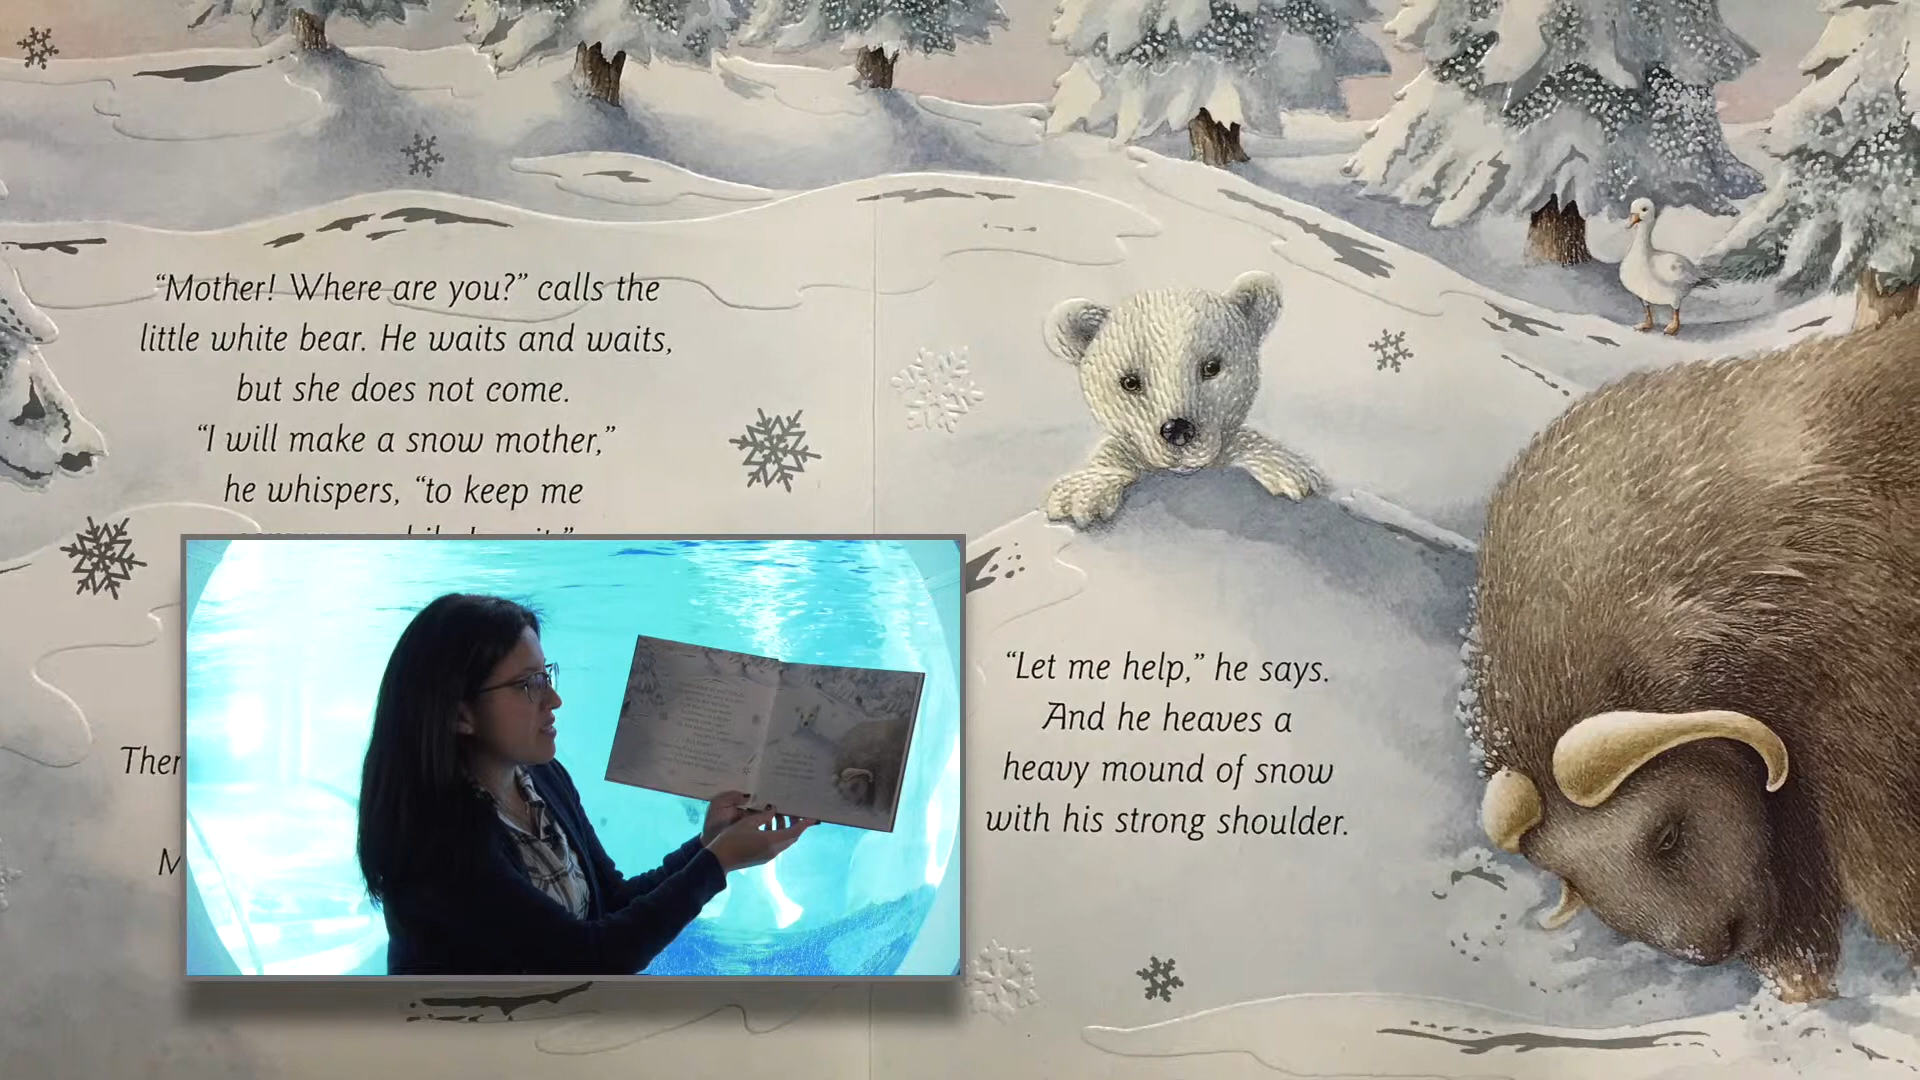 “Mother! Where are you?” calls the
little white bear. He waits and waits,
but she does not come.
“I will make a snow mother,”
he whispers, “to keep me
“Let me help,” he says.
And he heaves a
heavy mound of snow
with his strong shoulder.